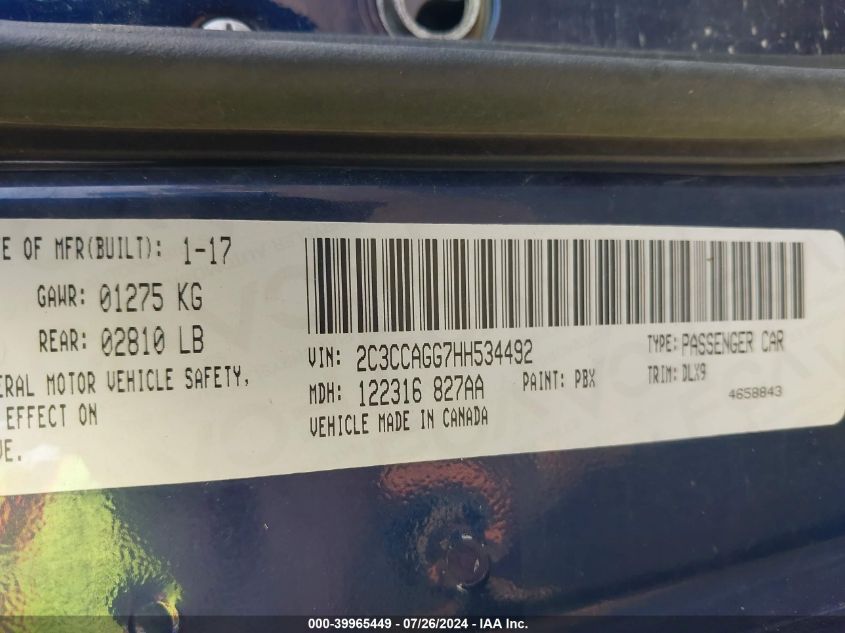 E OF MFR(BUILT): 1-17
GAWR: 01275 KG
REAR: 02810 LB
ERAL MOTOR VEHICLE SAFETY,
EFFECT ON
VE.
VIN: 2C3CCAGG7HH534492
TYPE: PASSENGER CAR
MDH: 122316 827AA
PAINT: PBX
TRIM: DLX9
VEHICLE MADE IN CANADA
4658843
000-39965449 - 07/26/2024 - IAA Inc.